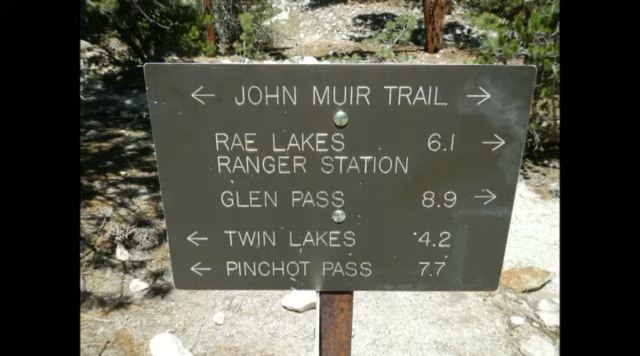 ← JOHN MUIR TRAIL →
RAE LAKES 6.1 →
RANGER STATION
GLEN PASS 8.9 →
← TWIN LAKES 4.2
← PINCHOT PASS 7.7